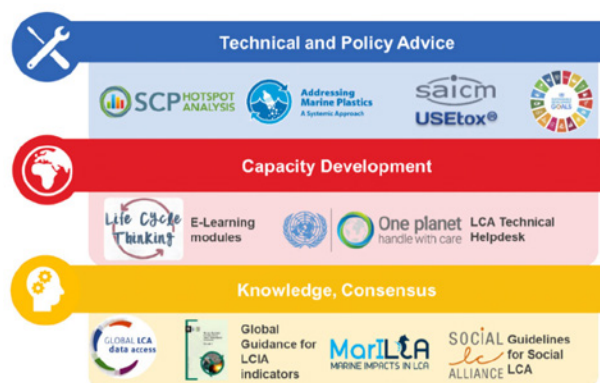 Technical and Policy Advice
SCP HOTSPOT ANALYSIS
Addressing
Marine Plastics
A Systemic Approach
saicm
USEtox®
GOALS
Capacity Development
Life Cycle
Thinking
E-Learning
modules
One planet
handle with care
LCA Technical
Helpdesk
Knowledge, Consensus
GLOBAL LCA
data access
Global
Guidance for
LCIA
indicators
MarILCA
MARINE IMPACTS IN LCA
SOCIAL
lc
ALLIANCE
Guidelines
for Social
LCA